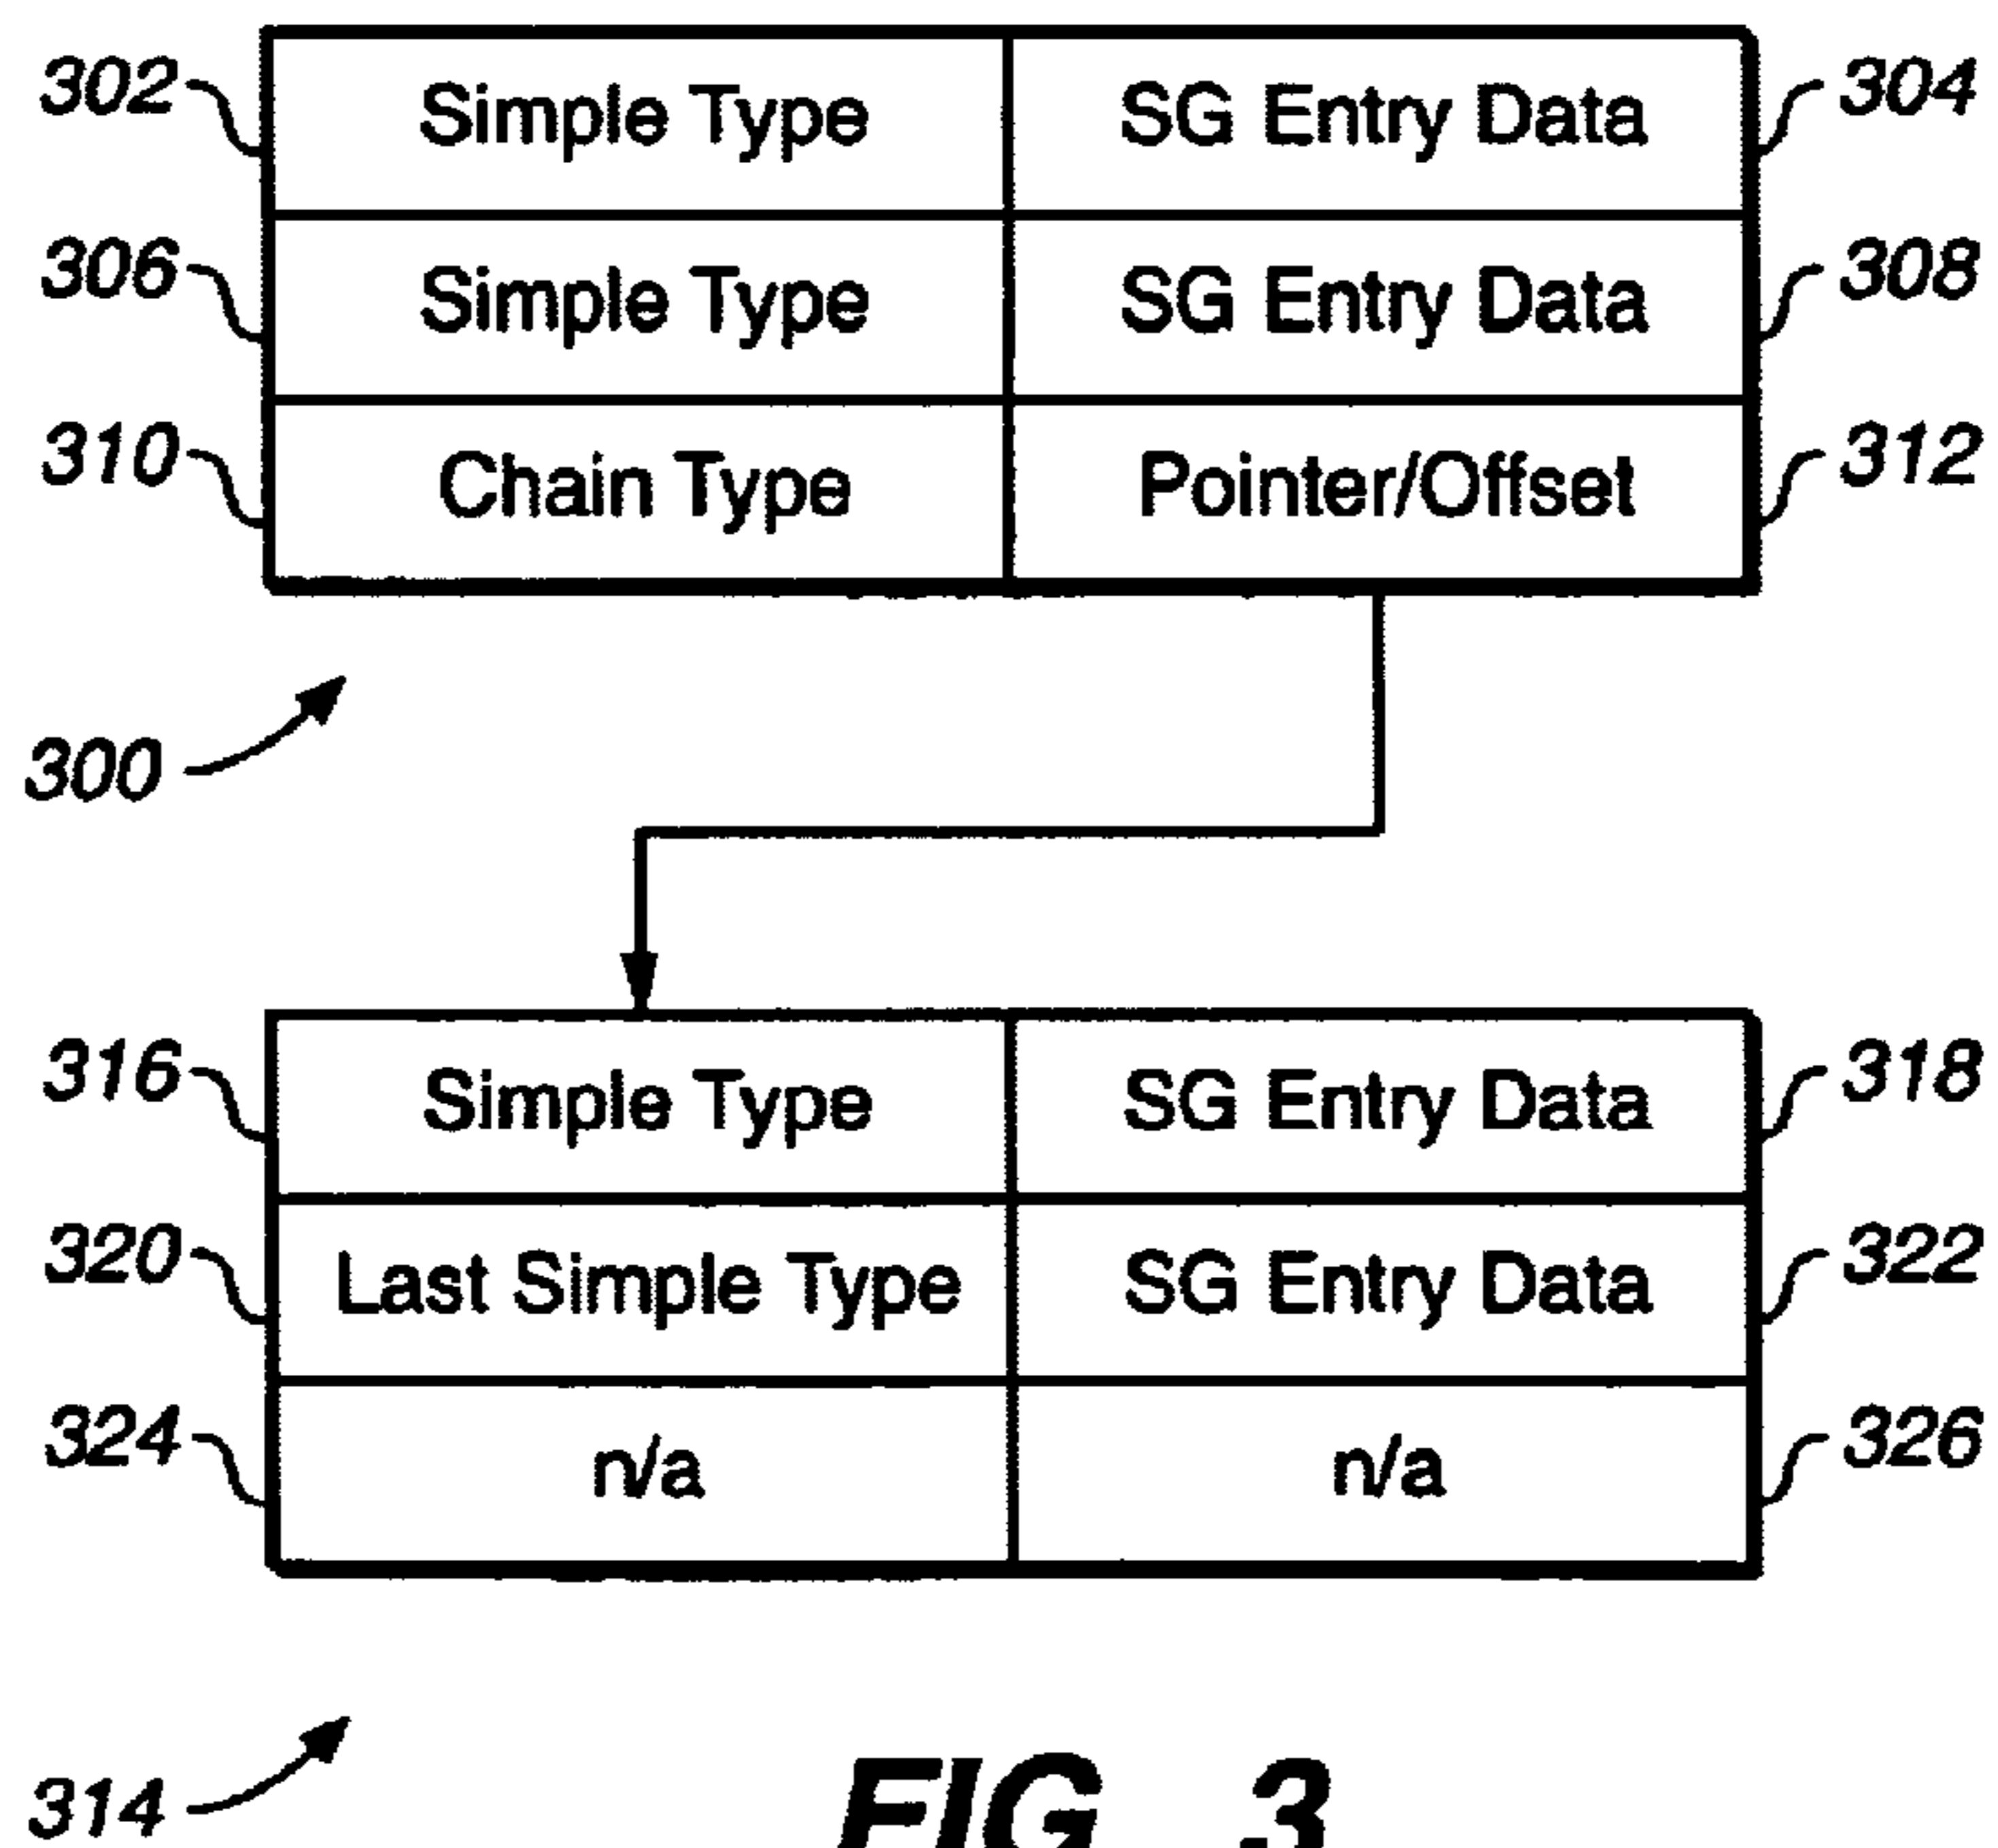 302 Simple Type SG Entry Data 304
306 Simple Type SG Entry Data 308
310 Chain Type Pointer/Offset 312
300
316 Simple Type SG Entry Data 318
320 Last Simple Type SG Entry Data 322
324 n/a n/a 326
314
FIG. 3